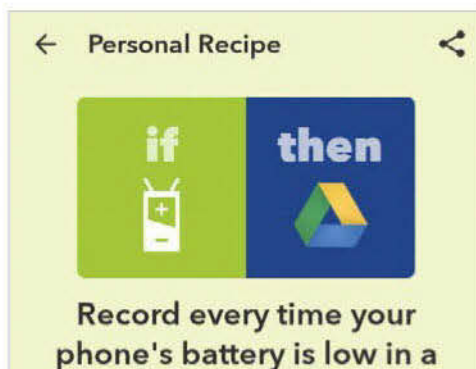 Personal Recipe
if then
Record every time your
phone's battery is low in a